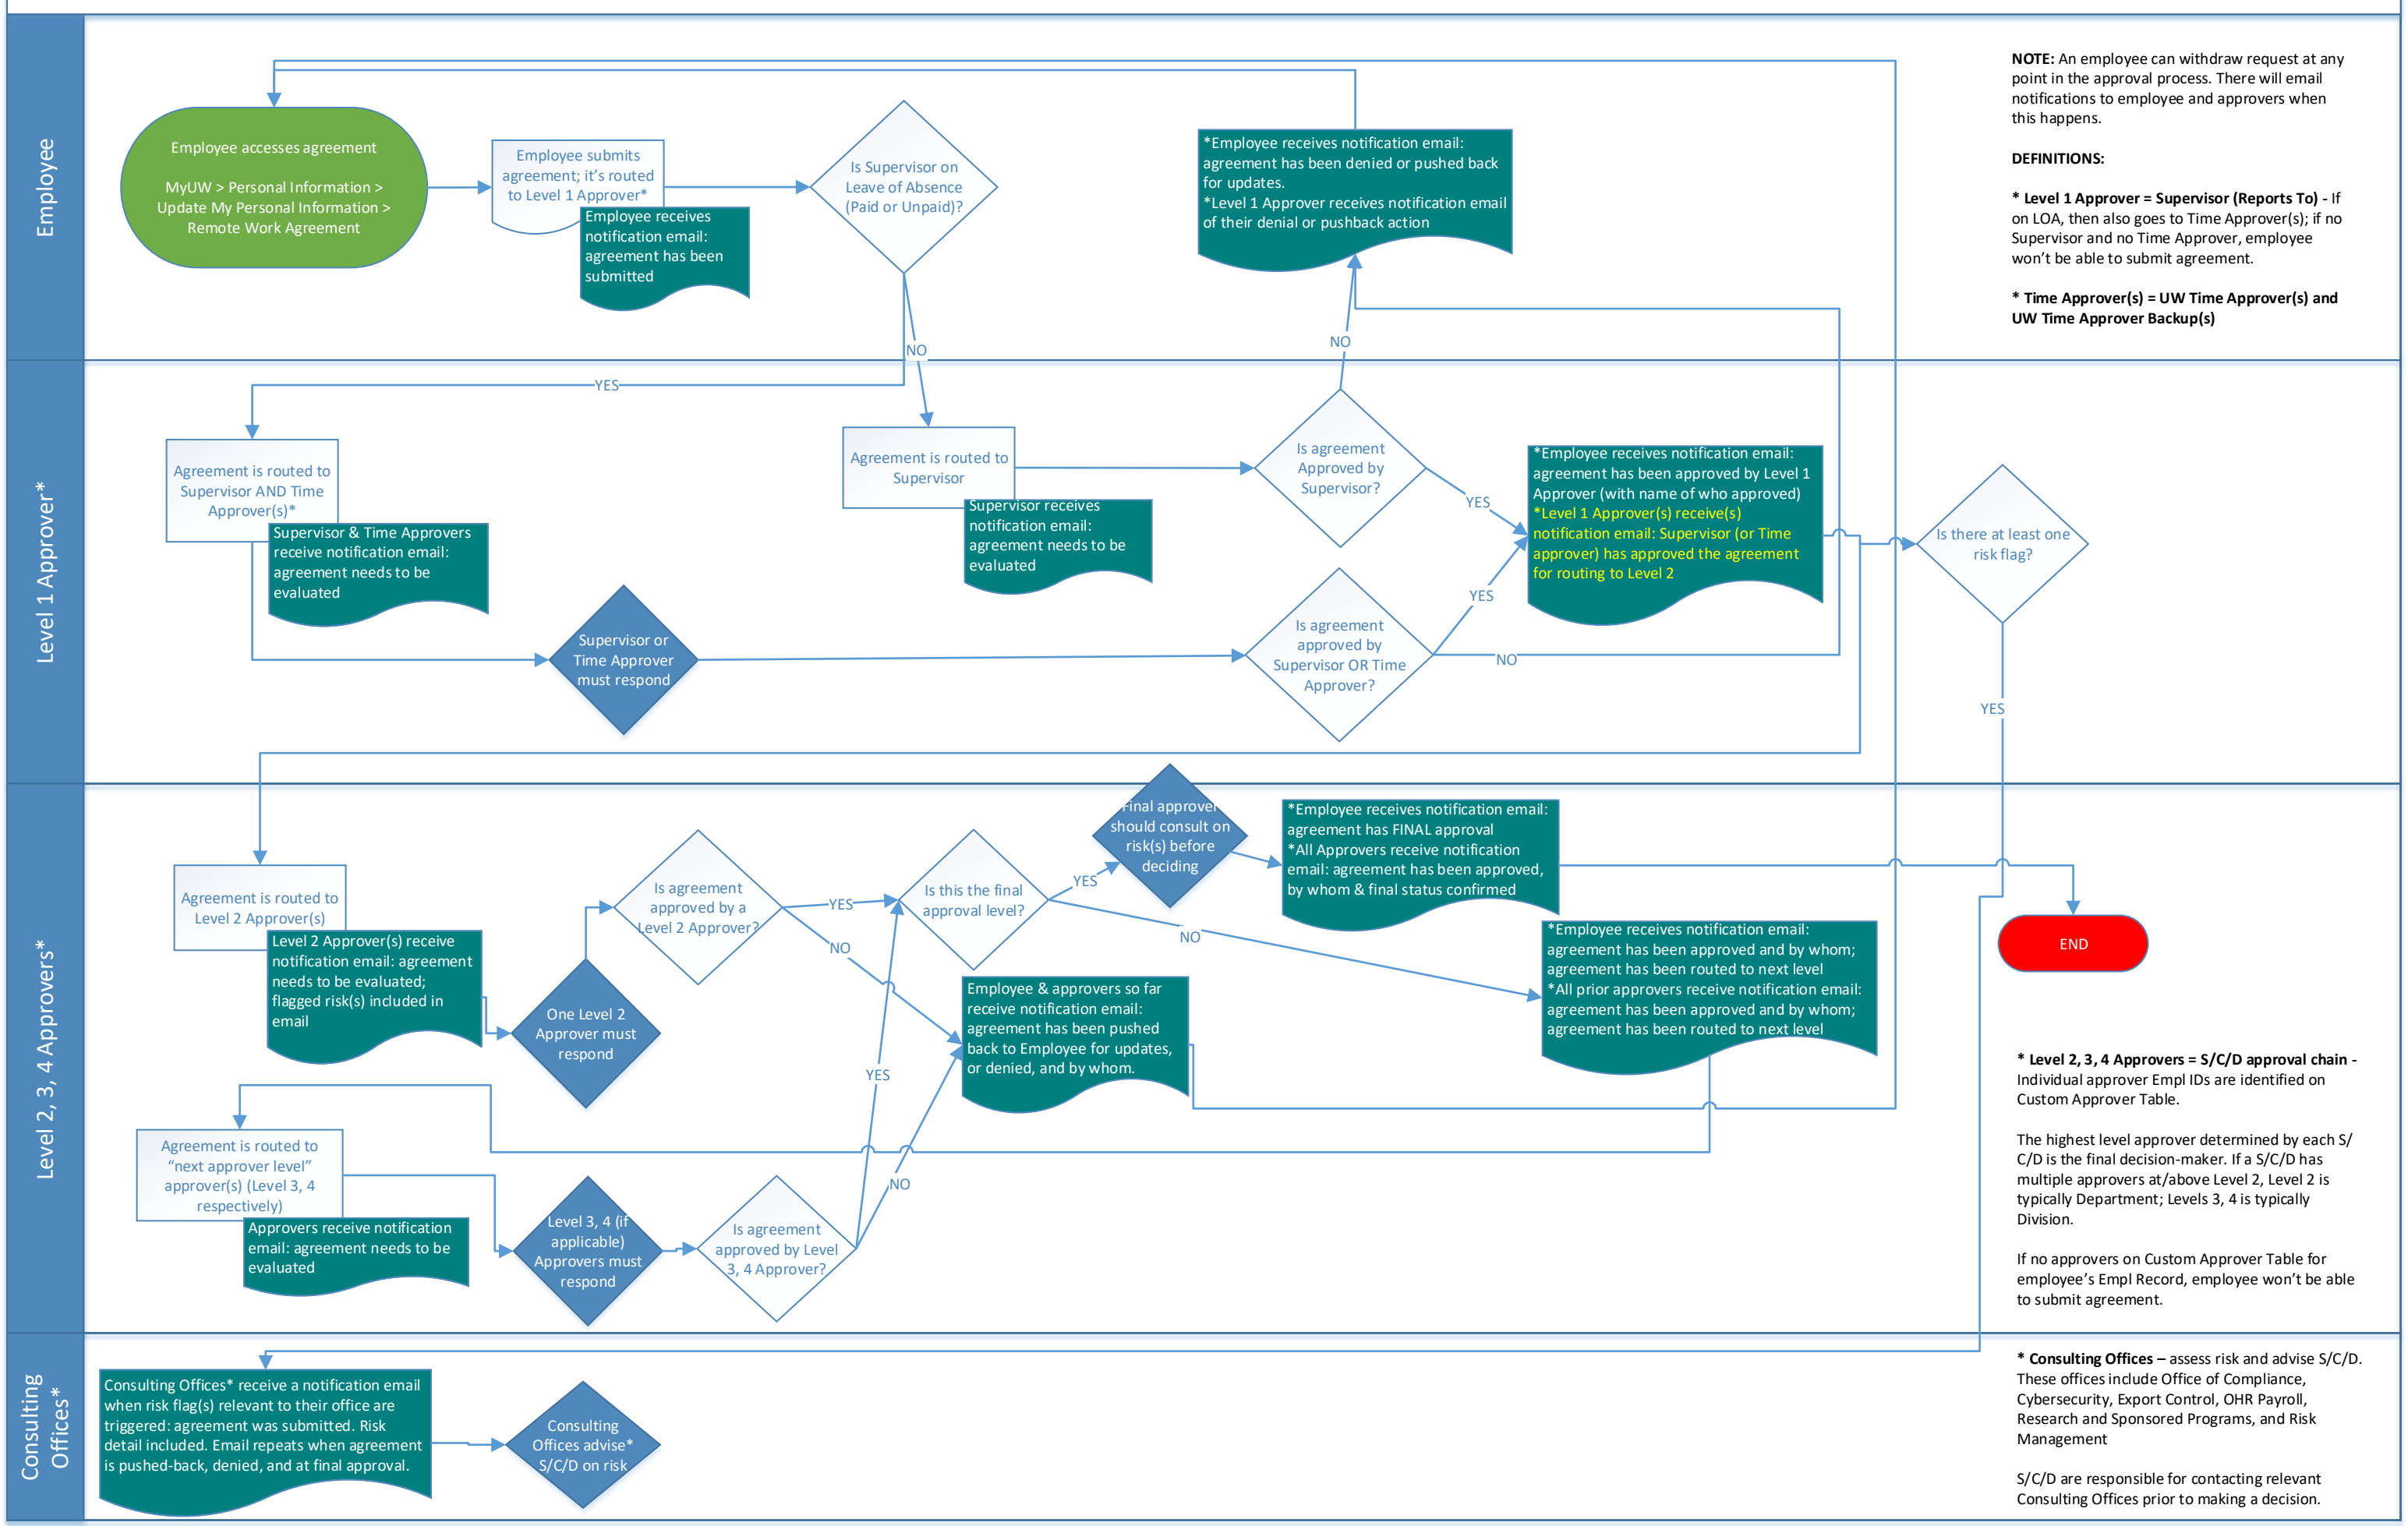 Employee
Employee accesses agreement
MyUW > Personal Information >
Update My Personal Information >
Remote Work Agreement
Employee submits
agreement; it's routed
to Level 1 Approver*
Employee receives
notification email:
agreement has been
submitted
Is Supervisor on
Leave of Absence
(Paid or Unpaid)?
*Employee receives notification email:
agreement has been denied or pushed back
for updates.
*Level 1 Approver receives notification email
of their denial or pushback action
NOTE: An employee can withdraw request at any
point in the approval process. There will email
notifications to employee and approvers when
this happens.
DEFINITIONS:
* Level 1 Approver = Supervisor (Reports To) - If
on LOA, then also goes to Time Approver(s); if no
Supervisor and no Time Approver, employee
won't be able to submit agreement.
* Time Approver(s) = UW Time Approver(s) and
UW Time Approver Backup(s)
NO
NO
YES
Level 1 Approver*
Agreement is routed to
Supervisor AND Time
Approver(s)*
Supervisor & Time Approvers
receive notification email:
agreement needs to be
evaluated
Supervisor or
Time Approver
must respond
Agreement is routed to
Supervisor
Supervisor receives
notification email:
agreement needs to be
evaluated
Is agreement
Approved by
Supervisor?
YES
Is agreement
approved by
Supervisor OR Time
Approver?
YES
NO
*Employee receives notification email:
agreement has been approved by Level 1
Approver (with name of who approved)
*Level 1 Approver(s) receive(s)
notification email: Supervisor (or Time
approver) has approved the agreement
for routing to Level 2
Is there at least one
risk flag?
YES
Level 2, 3, 4 Approvers*
Agreement is routed to
Level 2 Approver(s)
Level 2 Approver(s) receive
notification email: agreement
needs to be evaluated;
flagged risk(s) included in
email
One Level 2
Approver must
respond
Is agreement
approved by a
Level 2 Approver?
YES
NO
Is this the final
approval level?
YES
NO
Final approver
should consult on
risk(s) before
deciding
*Employee receives notification email:
agreement has FINAL approval
*All Approvers receive notification
email: agreement has been approved,
by whom & final status confirmed
*Employee receives notification email:
agreement has been approved and by whom;
agreement has been routed to next level
*All prior approvers receive notification email:
agreement has been approved and by whom;
agreement has been routed to next level
END
Employee & approvers so far
receive notification email:
agreement has been pushed
back to Employee for updates,
or denied, and by whom.
Agreement is routed to
"next approver level"
approver(s) (Level 3, 4
respectively)
Approvers receive notification
email: agreement needs to be
evaluated
Level 3, 4 (if
applicable)
Approvers must
respond
Is agreement
approved by Level
3, 4 Approver?
YES
NO
* Level 2, 3, 4 Approvers = S/C/D approval chain -
Individual approver Empl IDs are identified on
Custom Approver Table.
The highest level approver determined by each S/
C/D is the final decision-maker. If a S/C/D has
multiple approvers at/above Level 2, Level 2 is
typically Department; Levels 3, 4 is typically
Division.
If no approvers on Custom Approver Table for
employee's Empl Record, employee won't be able
to submit agreement.
Consulting
Offices*
Consulting Offices* receive a notification email
when risk flag(s) relevant to their office are
triggered: agreement was submitted. Risk
detail included. Email repeats when agreement
is pushed-back, denied, and at final approval.
Consulting
Offices advise*
S/C/D on risk
* Consulting Offices – assess risk and advise S/C/D.
These offices include Office of Compliance,
Cybersecurity, Export Control, OHR Payroll,
Research and Sponsored Programs, and Risk
Management
S/C/D are responsible for contacting relevant
Consulting Offices prior to making a decision.